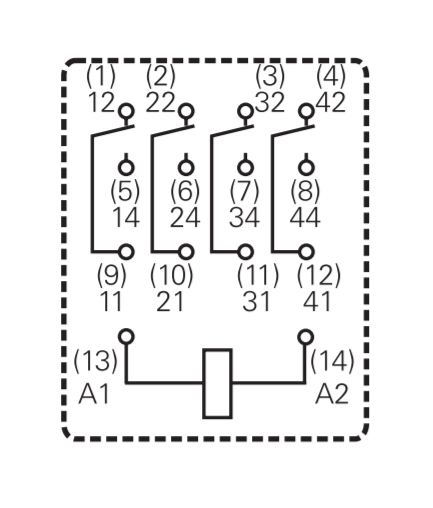 (1) (2) (3) (4)
12 22 32 42
(5) (6) (7) (8)
14 24 34 44
(9) (10) (11) (12)
11 21 31 41
(13) (14)
A1 A2